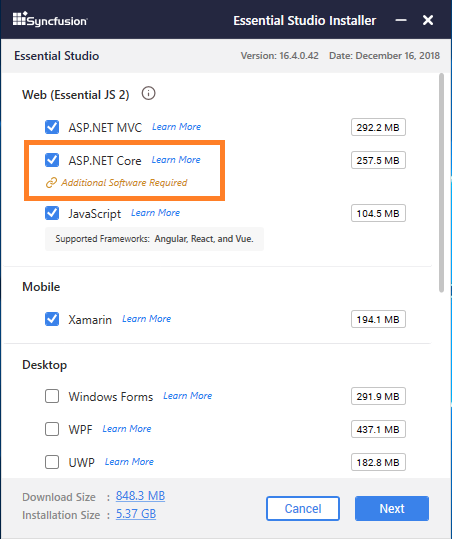 Syncfusion Essential Studio Installer
Essential Studio Version: 16.4.0.42 Date: December 16, 2018
Web (Essential JS 2)
ASP.NET MVC Learn More 292.2 MB
ASP.NET Core Learn More 257.5 MB
Additional Software Required
JavaScript Learn More 104.5 MB
Supported Frameworks: Angular, React, and Vue.
Mobile
Xamarin Learn More 194.1 MB
Desktop
Windows Forms Learn More 291.9 MB
WPF Learn More 437.1 MB
UWP Learn More 182.8 MB
Download Size : 848.3 MB
Installation Size : 5.37 GB
Cancel Next